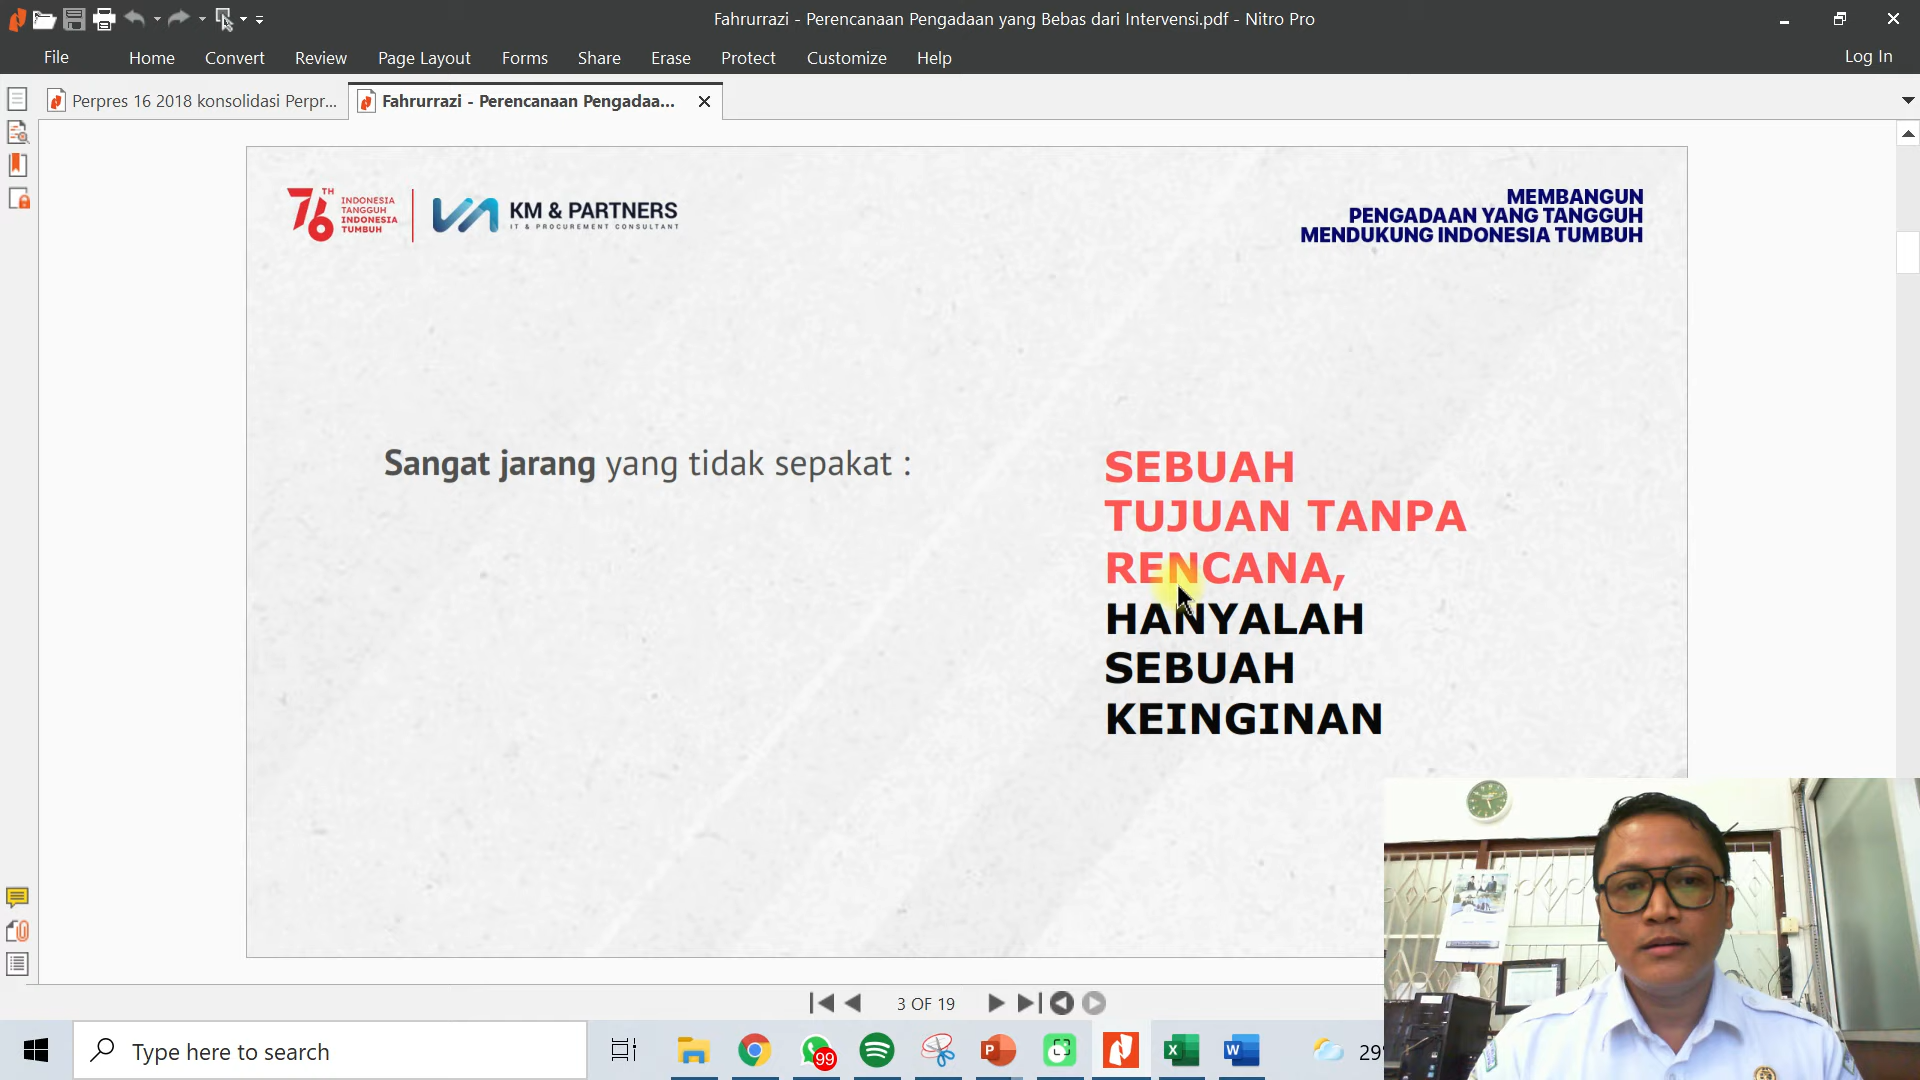 Fahrurrazi - Perencanaan Pengadaan yang Bebas dari Intervensi.pdf - Nitro Pro
File Home Convert Review Page Layout Forms Share Erase Protect Customize Help Log In
Perpres 16 2018 konsolidasi Perpr... Fahrurrazi - Perencanaan Pengadaa...
76TH
INDONESIA
TANGGUH
INDONESIA
TUMBUH
KM & PARTNERS
IT & PROCUREMENT CONSULTANT
MEMBANGUN
PENGADAAN YANG TANGGUH
MENDUKUNG INDONESIA TUMBUH
Sangat jarang yang tidak sepakat :
SEBUAH
TUJUAN TANPA
RENCANA,
HANYALAH
SEBUAH
KEINGINAN
3 OF 19
Type here to search
99
29